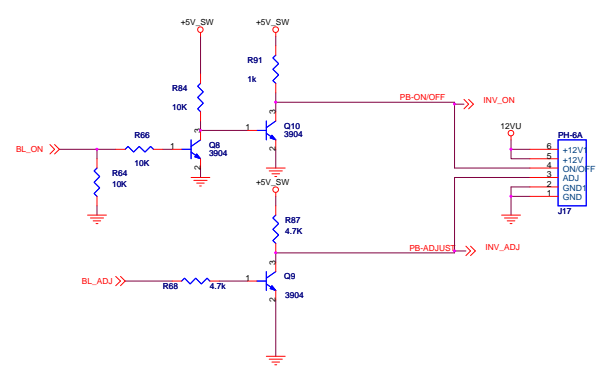 +5V_SW
+5V_SW
R91
1k
R84
10K
PB-ON/OFF
INV_ON
3
Q10
1
3904
2
12VU
PH-6A
6 +12V1
5 +12V
4 ON/OFF
3 ADJ
2 GND1
1 GND
J17
R66
BL_ON
10K
3
1
Q8
3904
2
R64
10K
+5V_SW
R87
4.7K
PB-ADJUST
INV_ADJ
3
Q9
1
BL_ADJ
R68 4.7k
3904
2